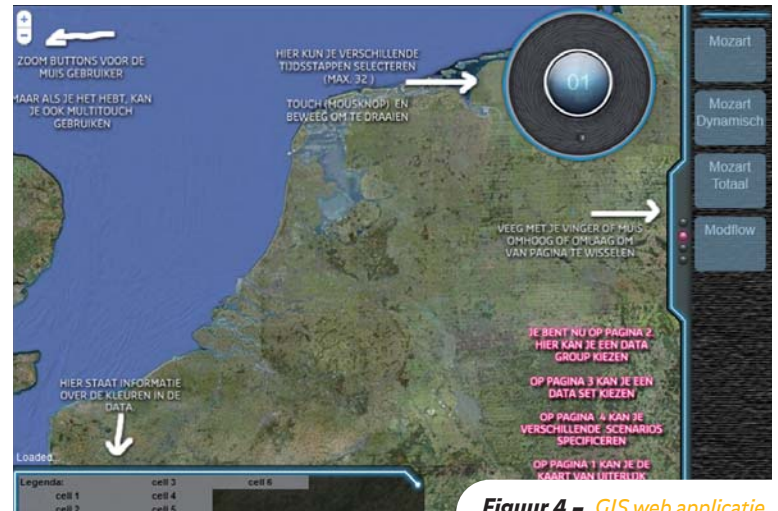 ZOOM BUTTONS VOOR DE
MUIS GEBRUIKER
MAAR ALS JE HET HEBT, KAN
JE OOK MULTITOUCH
GEBRUIKEN
HIER KUN JE VERSCHILLENDE
TIJDSSTAPPEN SELECTEREN
(MAX. 32 )
TOUCH (MOUSKNOP) EN
BEWEEG OM TE DRAAIEN
01
Mozart
Mozart
Dynamisch
Mozart
Totaal
Modflow
VEEG MET JE VINGER OF MUIS
OMHOOG OF OMLAAG OM
VAN PAGINA TE WISSELEN
JE BENT NU OP PAGINA 2.
HIER KAN JE EEN DATA
GROUP KIEZEN
OP PAGINA 3 KAN JE EEN
DATA SET KIEZEN
OP PAGINA 4 KAN JE
VERSCHILLENDE SCENARIOS
SPECIFICEREN
OP PAGINA 1 KAN JE DE
KAART VAN UITERLIJK
HIER STAAT INFORMATIE
OVER DE KLEUREN IN DE
DATA
Loaded
Legenda:
cell 1
cell 2
cell 3
cell 4
cell 5
cell 6
Figuur 4 – GIS web applicatie